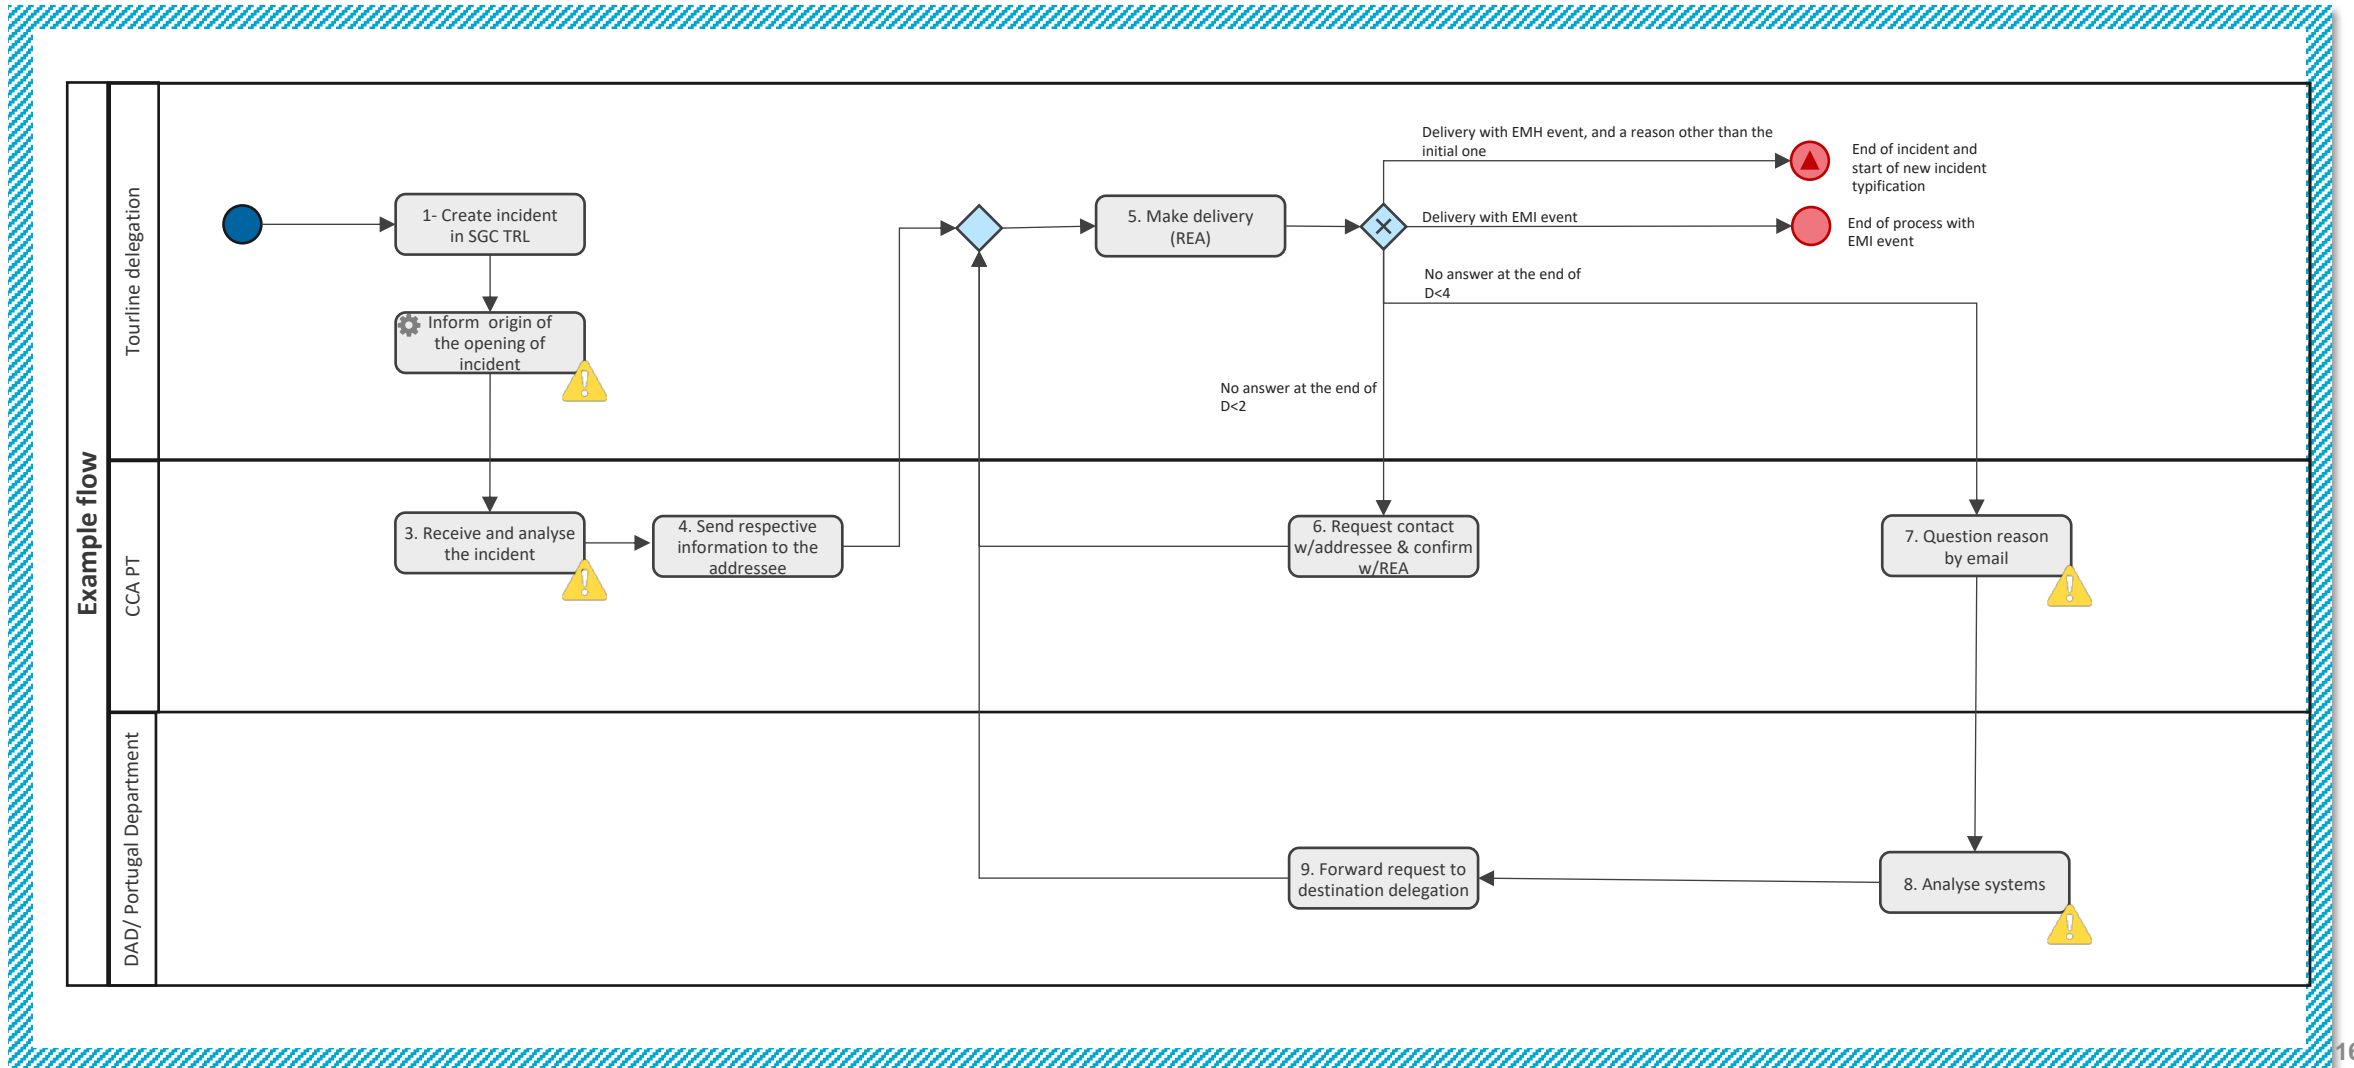 Example flow
Tourline delegation
1- Create incident
in SGC TRL
Inform origin of
the opening of
incident
5. Make delivery
(REA)
Delivery with EMH event, and a reason other than the
initial one
End of incident and
start of new incident
typification
Delivery with EMI event
End of process with
EMI event
No answer at the end of
D<4
No answer at the end of
D<2
CCA PT
3. Receive and analyse
the incident
4. Send respective
information to the
addressee
6. Request contact
w/addressee & confirm
w/REA
7. Question reason
by email
DAD/ Portugal Department
9. Forward request to
destination delegation
8. Analyse systems
16